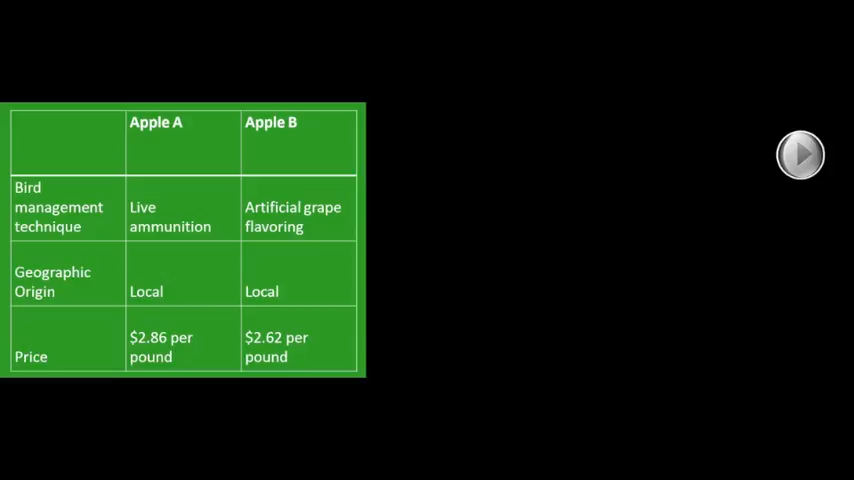 Apple A
Apple B
Bird
management
technique
Live
ammunition
Artificial grape
flavoring
Geographic
Origin
Local
Local
Price
$2.86 per
pound
$2.62 per
pound